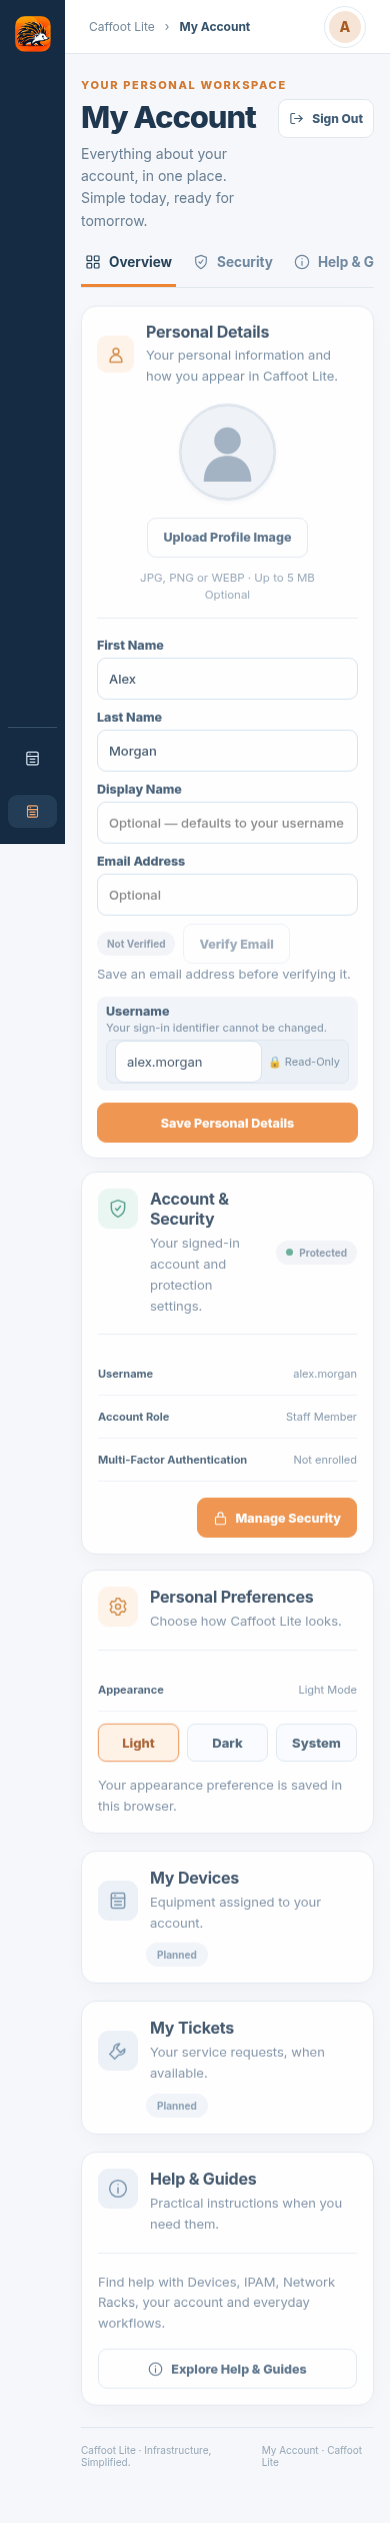 Caffoot Lite › My Account
A
YOUR PERSONAL WORKSPACE
My Account
Sign Out
Everything about your
account, in one place.
Simple today, ready for
tomorrow.
Overview Security Help & G
Personal Details
Your personal information and
how you appear in Caffoot Lite.
Upload Profile Image
JPG, PNG or WEBP · Up to 5 MB
Optional
First Name
Alex
Last Name
Morgan
Display Name
Optional — defaults to your username
Email Address
Optional
Not Verified Verify Email
Save an email address before verifying it.
Username
Your sign-in identifier cannot be changed.
alex.morgan 🔒 Read-Only
Save Personal Details
Account &
Security
Your signed-in
account and
protection
settings.
Protected
Username alex.morgan
Account Role Staff Member
Multi-Factor Authentication Not enrolled
Manage Security
Personal Preferences
Choose how Caffoot Lite looks.
Appearance Light Mode
Light Dark System
Your appearance preference is saved in
this browser.
My Devices
Equipment assigned to your
account.
Planned
My Tickets
Your service requests, when
available.
Planned
Help & Guides
Practical instructions when you
need them.
Find help with Devices, IPAM, Network
Racks, your account and everyday
workflows.
Explore Help & Guides
Caffoot Lite · Infrastructure,
Simplified.
My Account · Caffoot
Lite